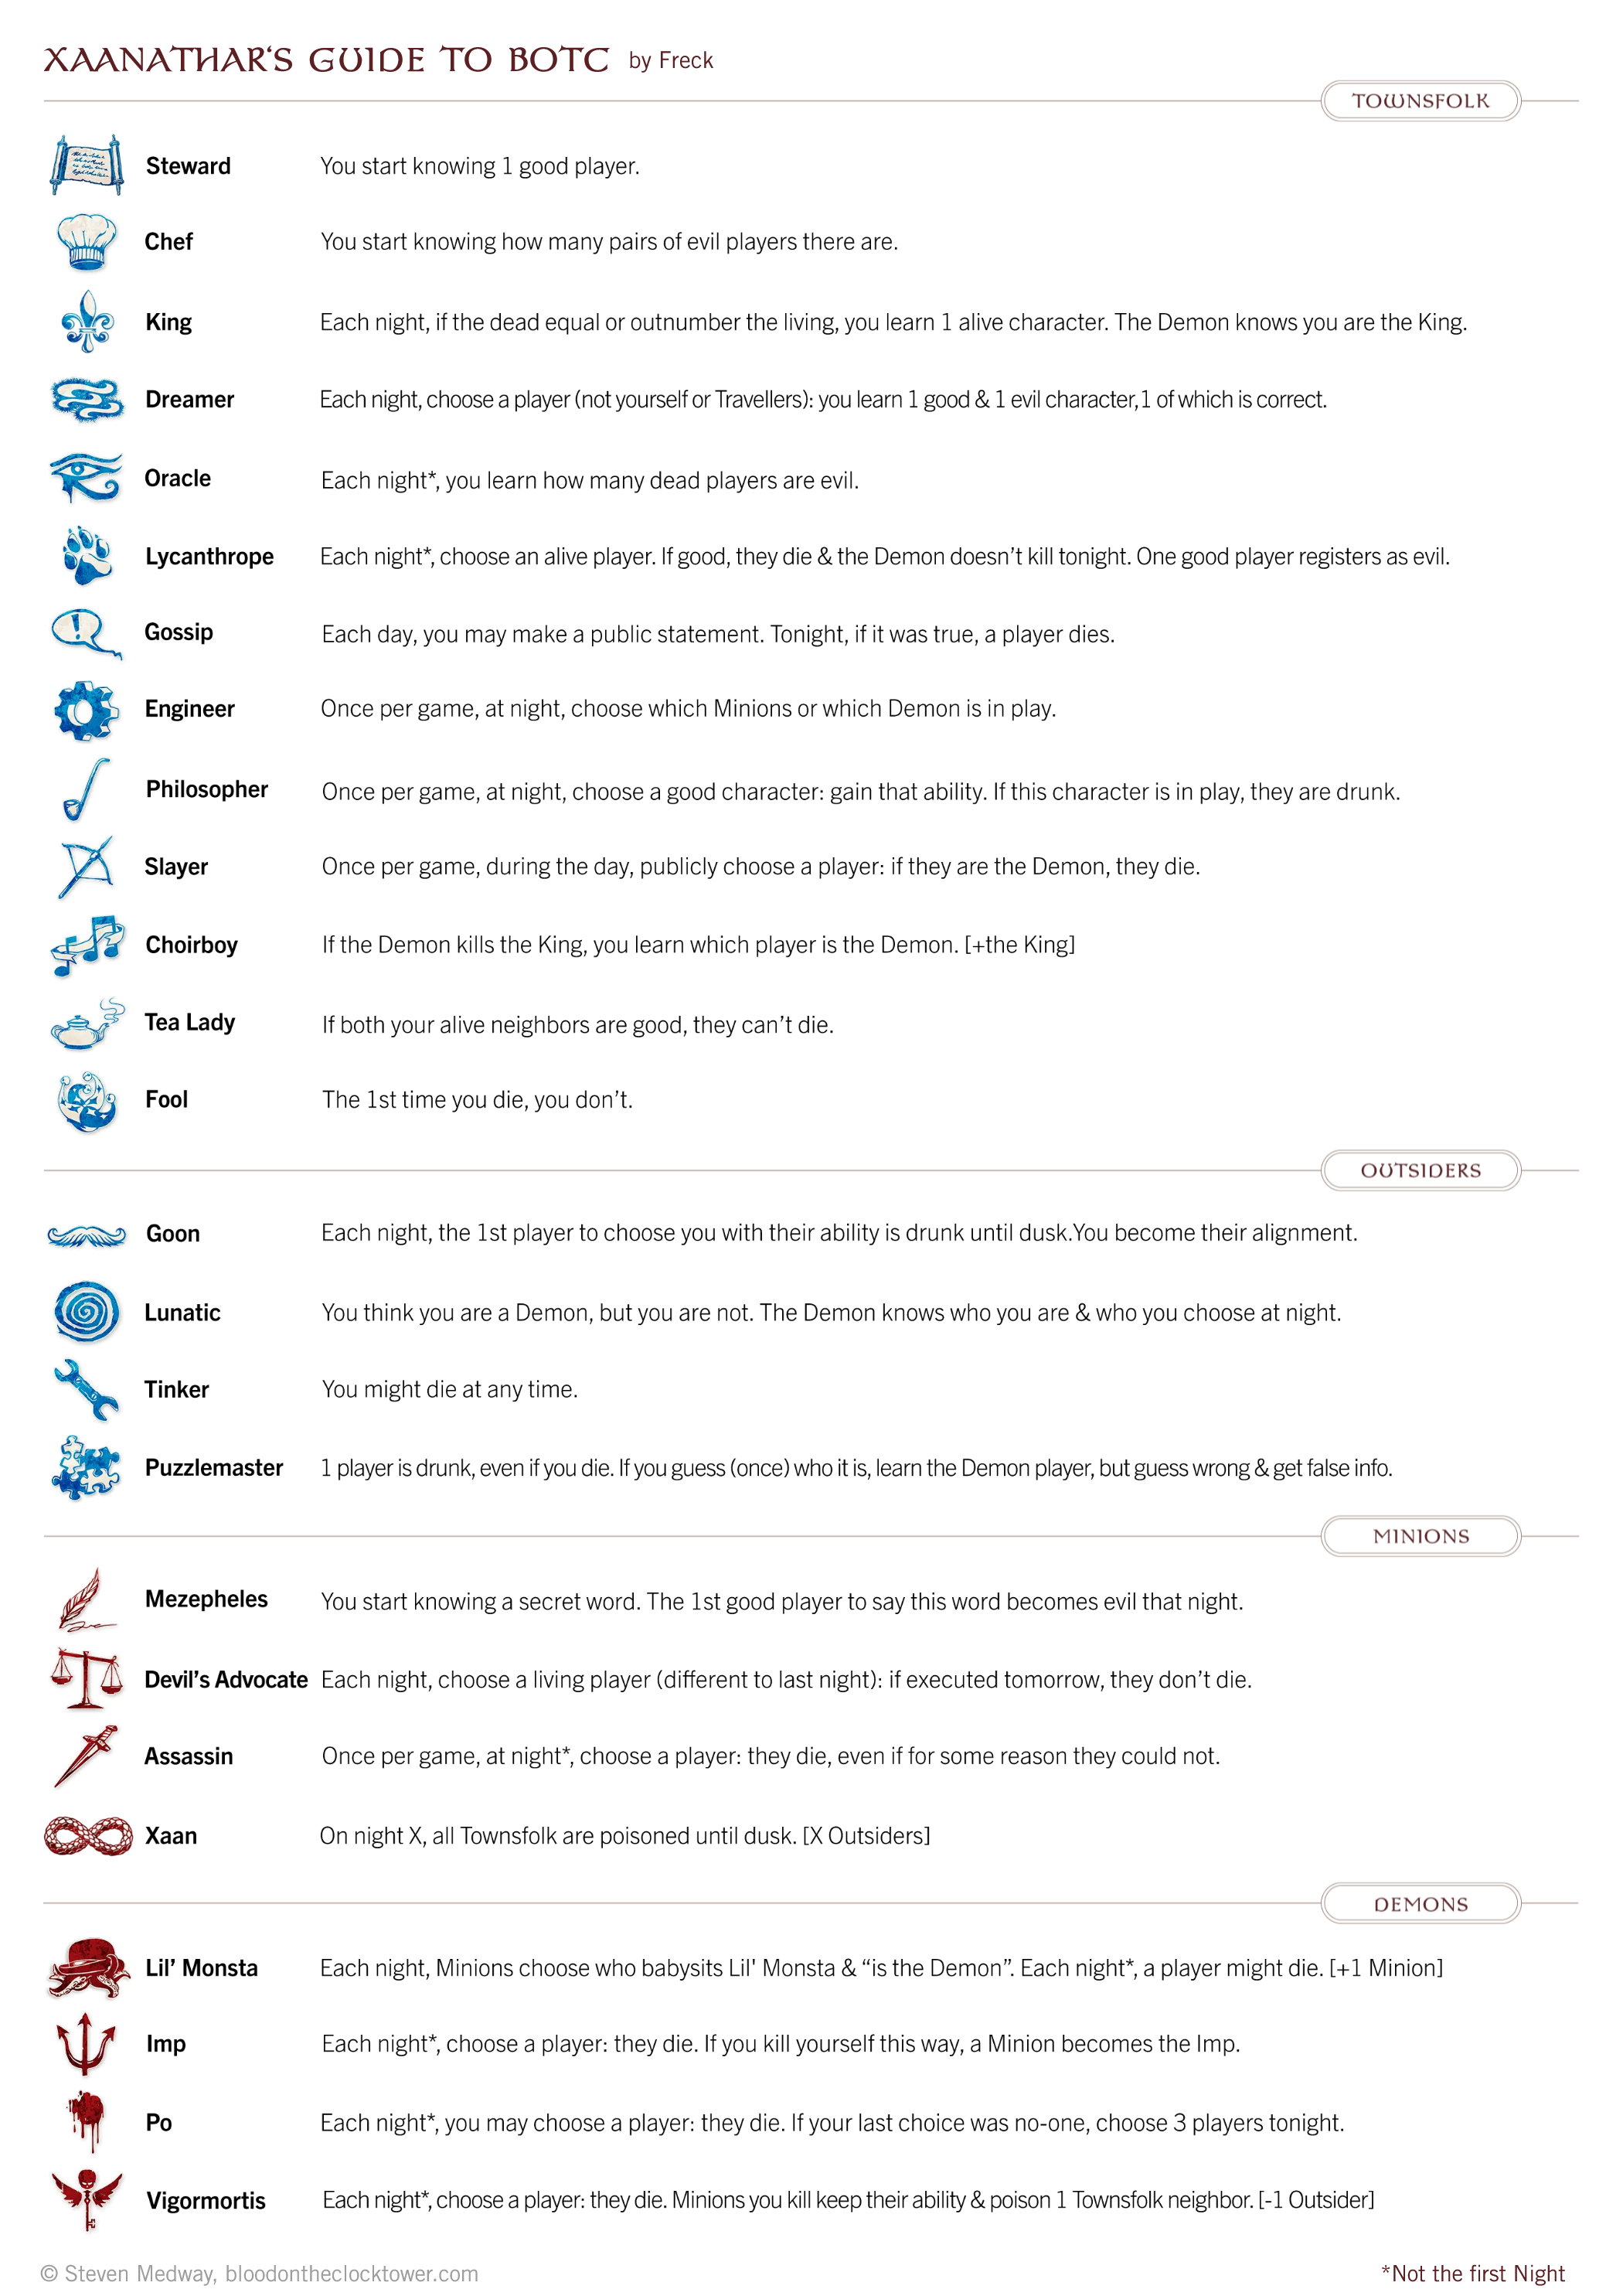 XAANATHAR'S GUIDE TO BOTC by Freck
TOWNSFOLK
Steward You start knowing 1 good player.
Chef You start knowing how many pairs of evil players there are.
King Each night, if the dead equal or outnumber the living, you learn 1 alive character. The Demon knows you are the King.
Dreamer Each night, choose a player (not yourself or Travellers): you learn 1 good & 1 evil character,1 of which is correct.
Oracle Each night*, you learn how many dead players are evil.
Lycanthrope Each night*, choose an alive player. If good, they die & the Demon doesn’t kill tonight. One good player registers as evil.
Gossip Each day, you may make a public statement. Tonight, if it was true, a player dies.
Engineer Once per game, at night, choose which Minions or which Demon is in play.
Philosopher Once per game, at night, choose a good character: gain that ability. If this character is in play, they are drunk.
Slayer Once per game, during the day, publicly choose a player: if they are the Demon, they die.
Choirboy If the Demon kills the King, you learn which player is the Demon. [+the King]
Tea Lady If both your alive neighbors are good, they can’t die.
Fool The 1st time you die, you don’t.
OUTSIDERS
Goon Each night, the 1st player to choose you with their ability is drunk until dusk.You become their alignment.
Lunatic You think you are a Demon, but you are not. The Demon knows who you are & who you choose at night.
Tinker You might die at any time.
Puzzlemaster 1 player is drunk, even if you die. If you guess (once) who it is, learn the Demon player, but guess wrong & get false info.
MINIONS
Mezepheles You start knowing a secret word. The 1st good player to say this word becomes evil that night.
Devil’s Advocate Each night, choose a living player (different to last night): if executed tomorrow, they don’t die.
Assassin Once per game, at night*, choose a player: they die, even if for some reason they could not.
Xaan On night X, all Townsfolk are poisoned until dusk. [X Outsiders]
DEMONS
Lil’ Monsta Each night, Minions choose who babysits Lil' Monsta & “is the Demon”. Each night*, a player might die. [+1 Minion]
Imp Each night*, choose a player: they die. If you kill yourself this way, a Minion becomes the Imp.
Po Each night*, you may choose a player: they die. If your last choice was no-one, choose 3 players tonight.
Vigormortis Each night*, choose a player: they die. Minions you kill keep their ability & poison 1 Townsfolk neighbor. [-1 Outsider]
© Steven Medway, bloodontheclocktower.com *Not the first Night